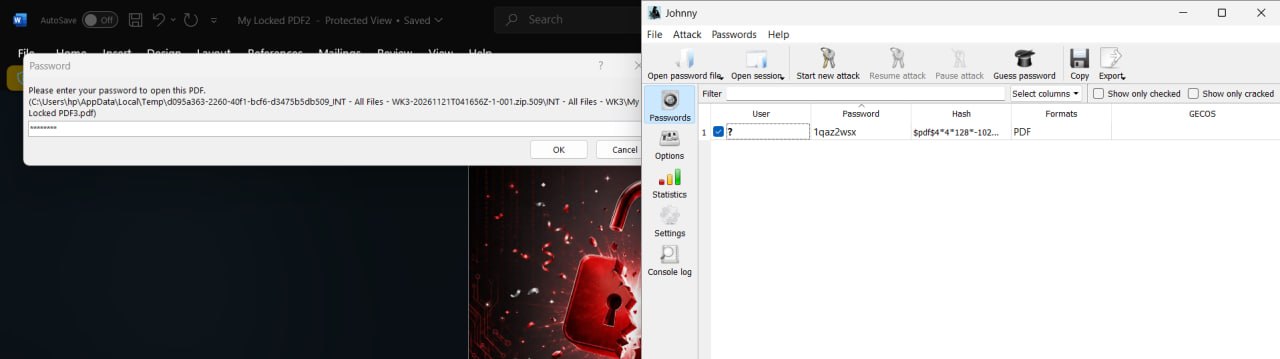 AutoSave Off My Locked PDF2 - Protected View • Saved Search
File Home Insert Design Layout References Mailings Review View Help
Password ? ×
Please enter your password to open this PDF.
(C:\Users\hp\AppData\Local\Temp\d095a363-2260-40f1-bcf6-d3475b5db509_INT - All Files - WK3-20261121T041656Z-1-001.zip.509\INT - All Files - WK3\My
Locked PDF3.pdf)
********
OK Cancel
Johnny
File Attack Passwords Help
Open password file Open session Start new attack Resume attack Pause attack Guess password Copy Export
Filter Select columns Show only checked Show only cracked
Passwords
Options
Statistics
Settings
Console log
User Password Hash Formats GECOS
1 ? 1qaz2wsx $pdf$4*4*128*-102... PDF